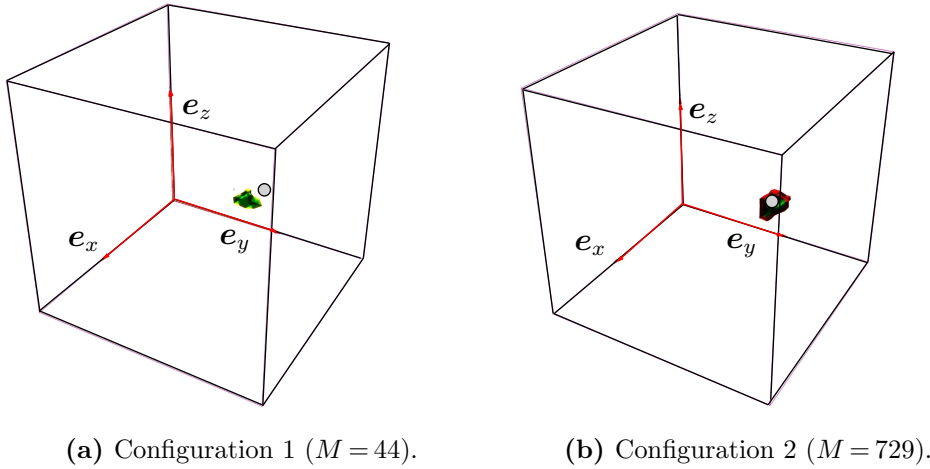 e_z e_z
e_x e_y e_x e_y
(a) Configuration 1 (M = 44). (b) Configuration 2 (M = 729).